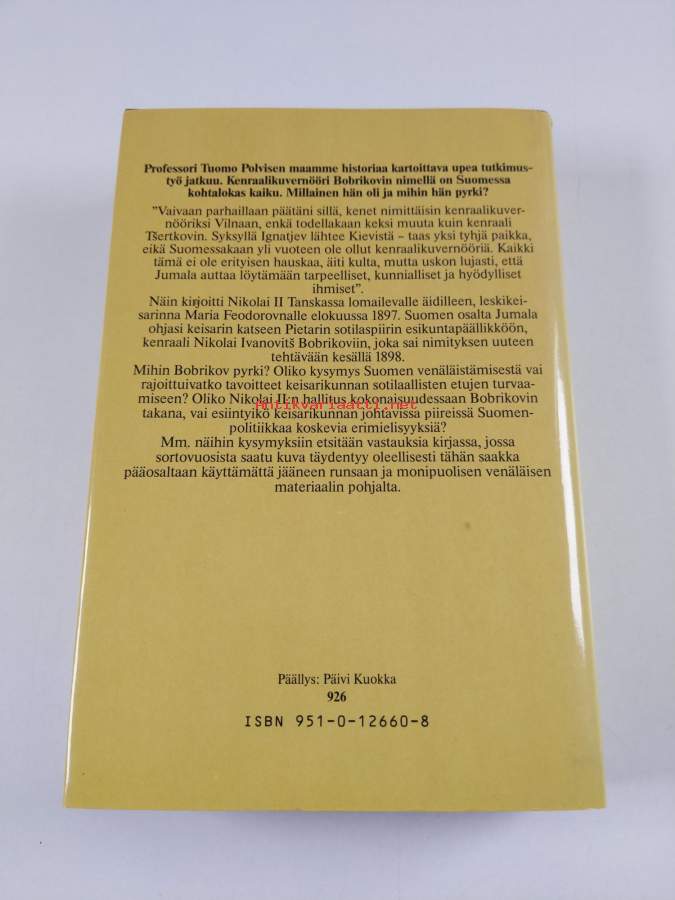 Professori Tuomo Polvisen maamme historiaa kartoittava upea tutkimus-
työ jatkuu. Kenraalikuvernööri Bobrikovin nimellä on Suomessa
kohtalokas kaiku. Millainen hän oli ja mihin hän pyrki?
"Vaivaan parhaillaan päätäni sillä, kenet nimittäisin kenraalikuver-
nööriksi Vilnaan, enkä todellakaan keksi muuta kuin kenraali
Tšertkovin. Syksyllä Ignatjev lähtee Kievistä – taas yksi tyhjä paikka,
eikä Suomessakaan yli vuoteen ole ollut kenraalikuvernööriä. Kaikki
tämä ei ole erityisen hauskaa, äiti kulta, mutta uskon lujasti, että
Jumala auttaa löytämään tarpeelliset, kunnialliset ja hyödylliset
ihmiset".
Näin kirjoitti Nikolai II Tanskassa lomailevalle äidilleen, leskikei-
sarinna Maria Feodorovnalle elokuussa 1897. Suomen osalta Jumala
ohjasi keisarin katseen Pietarin sotilaspiirin esikuntapäällikköön,
kenraali Nikolai Ivanovitš Bobrikoviin, joka sai nimityksen uuteen
tehtävään kesällä 1898.
Mihin Bobrikov pyrki? Oliko kysymys Suomen venäläistämisestä vai
rajoittuivatko tavoitteet keisarikunnan sotilaallisten etujen turvaa-
miseen? Oliko Nikolai II:n hallitus kokonaisuudessaan Bobrikovin
takana, vai esiintyikö keisarikunnan johtavissa piireissä Suomen-
politiikkaa koskevia erimielisyyksiä?
Mm. näihin kysymyksiin etsitään vastauksia kirjassa, jossa
sortovuosista saatu kuva täydentyy oleellisesti tähän saakka
pääosaltaan käyttämättä jääneen runsaan ja monipuolisen venäläisen
materiaalin pohjalta.
Antikvariaatti.net
Päällys: Päivi Kuokka
926
ISBN 951-0-12660-8